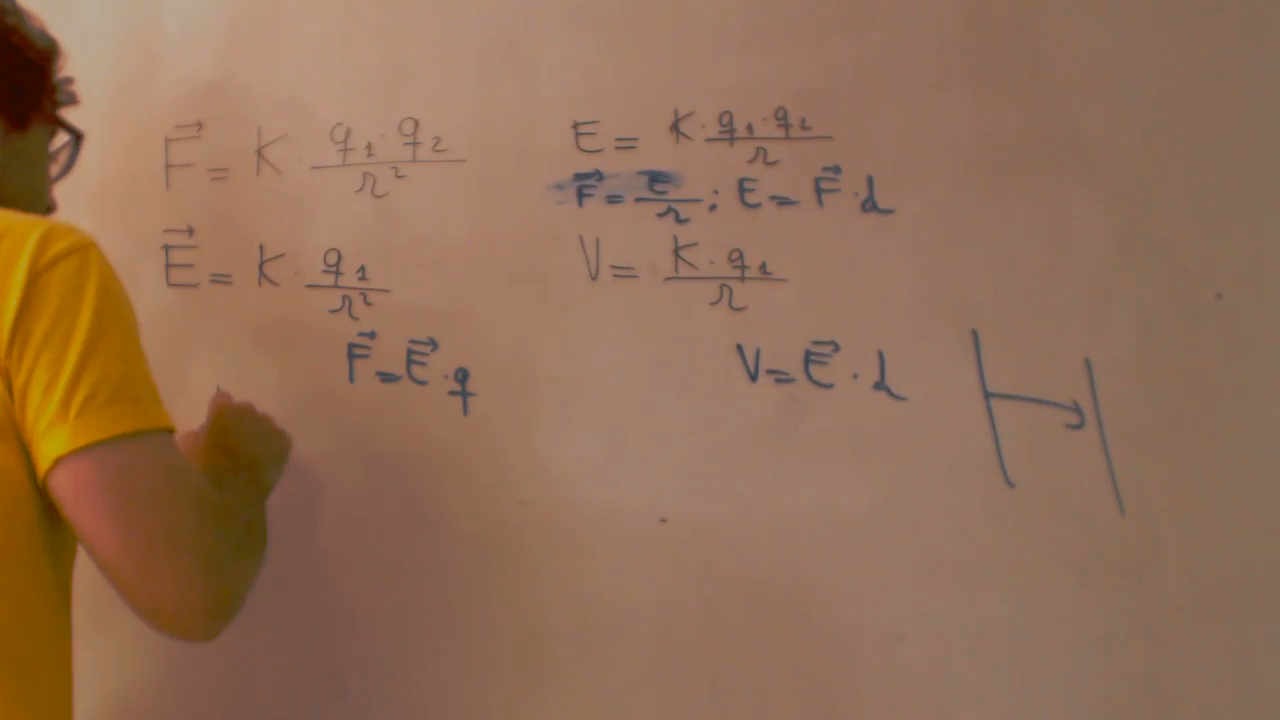 F⃗ = K · q₁ · q₂ / r²
E⃗ = K · q₁ / r²
F⃗ = E⃗ · q
E = K · q₁ · q₂ / r
F⃗ = E / r ; E = F⃗ · d
V = K · q₁ / r
V = E⃗ · d